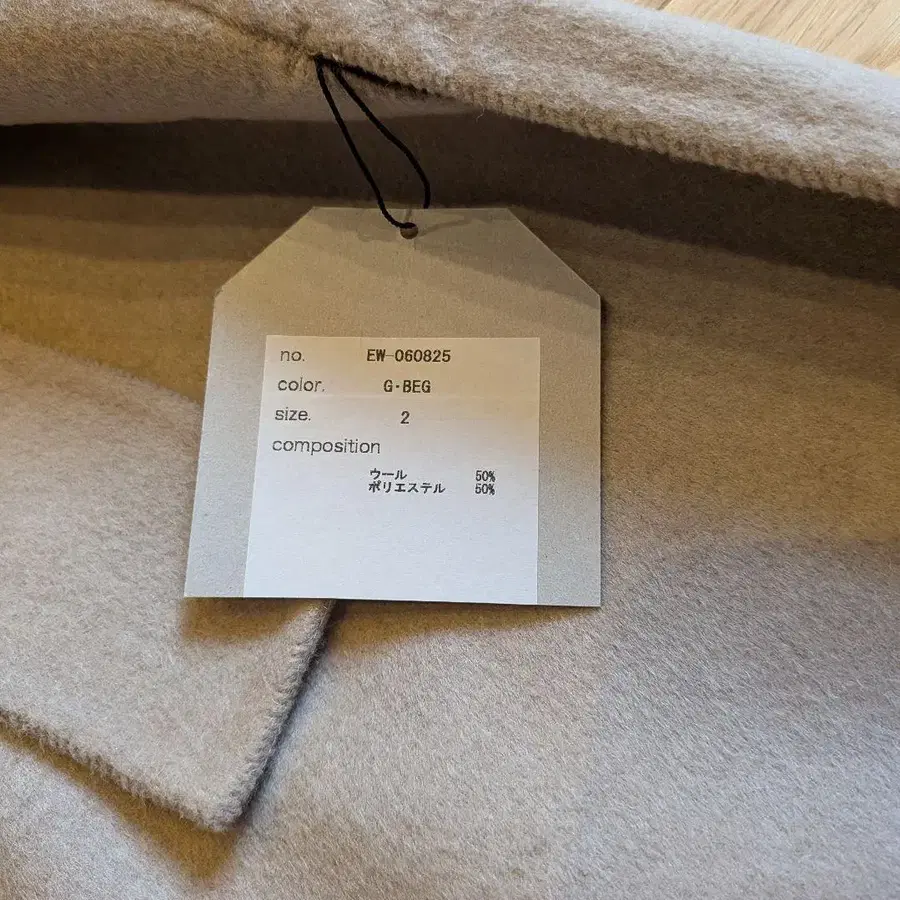 no. EW-060825
color. G·BEG
size. 2
composition
ウール 50%
ポリエステル 50%